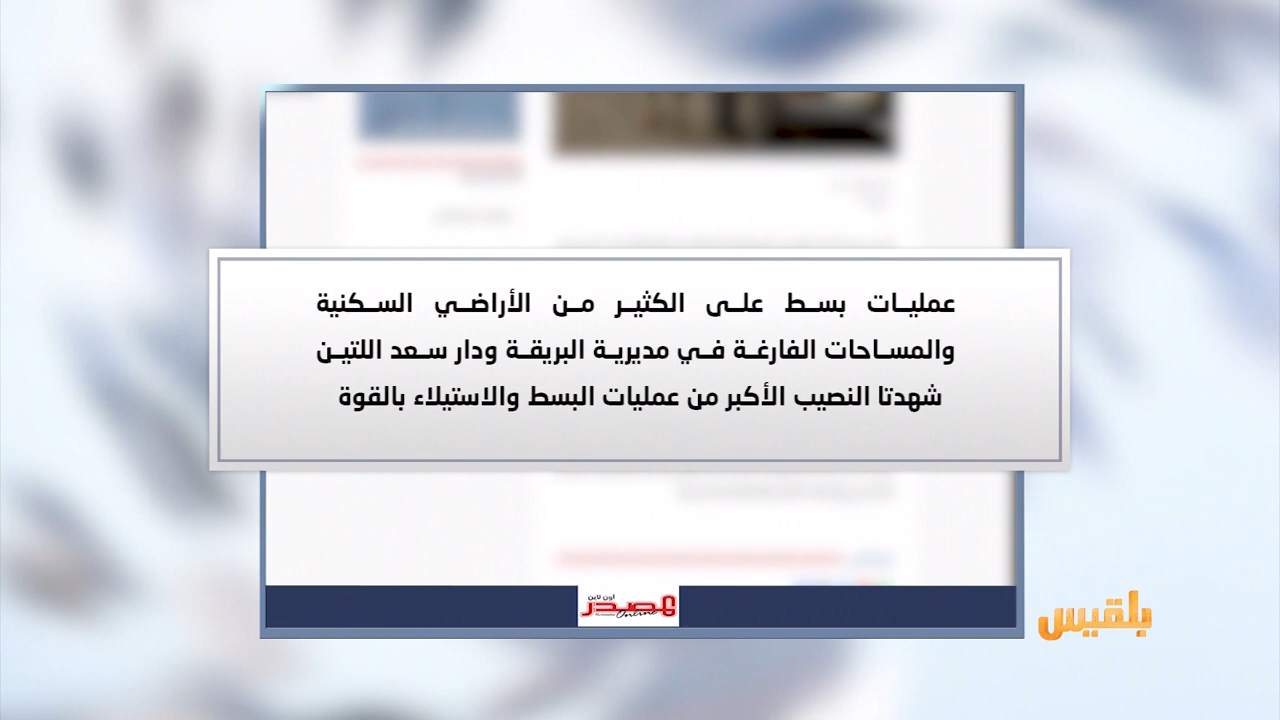 عمليات بسط على الكثير من الأراضي السكنية
والمساحات الفارغة في مديرية البريقة ودار سعد اللتين
شهدتا النصيب الأكبر من عمليات البسط والاستيلاء بالقوة
اون لاين
المصدر
Online
بلقيس